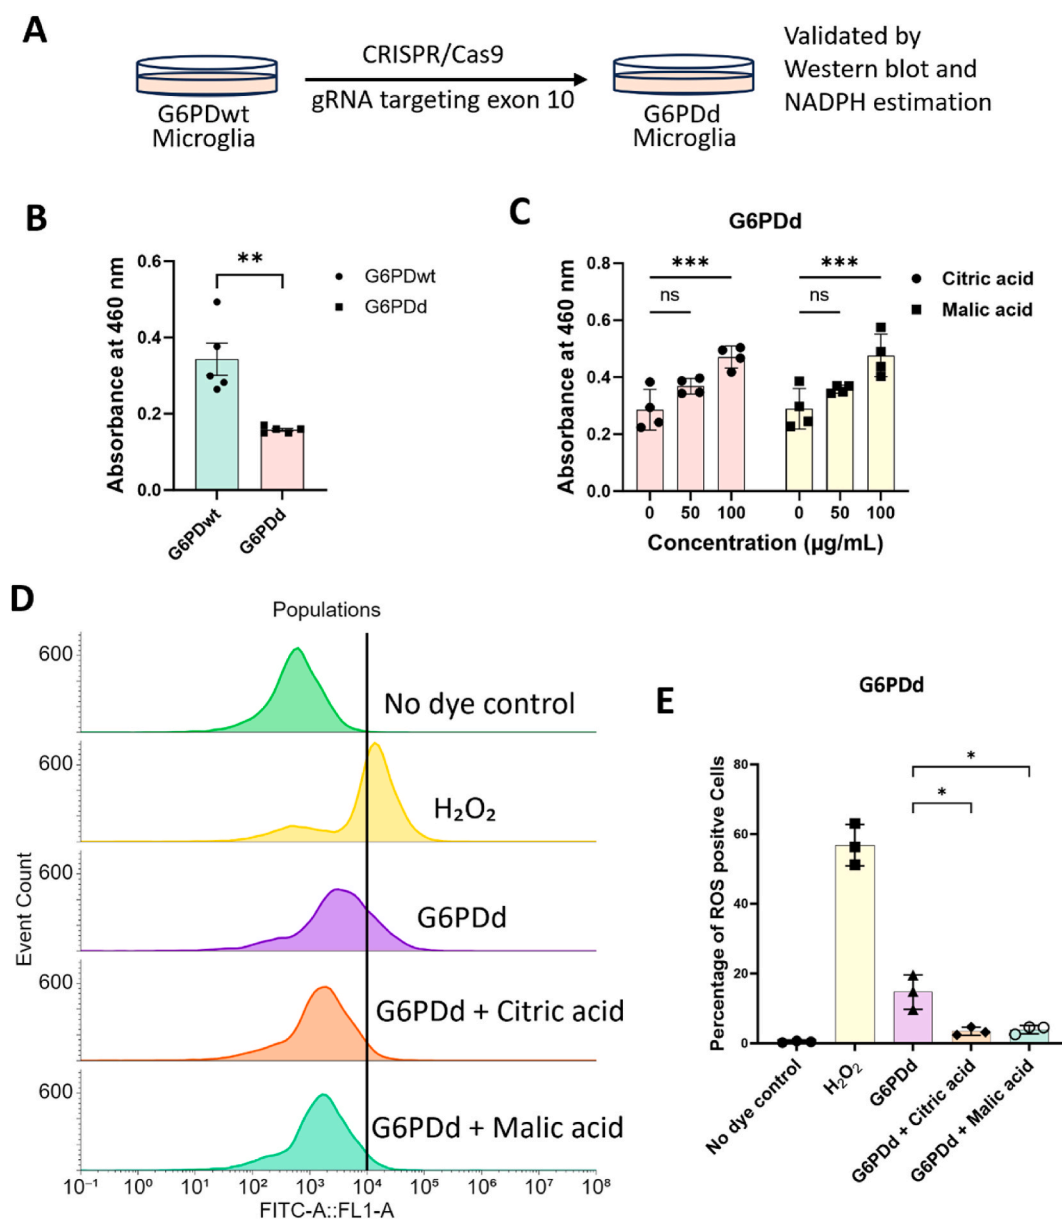 A
G6PDwt
Microglia
CRISPR/Cas9
gRNA targeting exon 10
G6PDd
Microglia
Validated by
Western blot and
NADPH estimation
B
Absorbance at 460 nm
0.6
0.4
0.2
0.0
**
G6PDwt
G6PDd
G6PDwt
G6PDd
C
G6PDd
Absorbance at 460 nm
0.8
0.6
0.4
0.2
0.0
***
ns
***
ns
Citric acid
Malic acid
0 50 100 0 50 100
Concentration (µg/mL)
D
Populations
Event Count
600
No dye control
600
H₂O₂
600
G6PDd
600
G6PDd + Citric acid
600
G6PDd + Malic acid
10⁻¹ 10⁰ 10¹ 10² 10³ 10⁴ 10⁵ 10⁶ 10⁷ 10⁸
FITC-A::FL1-A
E
G6PDd
Percentage of ROS positve Cells
80
60
40
20
0
*
*
No dye control
H₂O₂
G6PDd
G6PDd + Citric acid
G6PDd + Malic acid